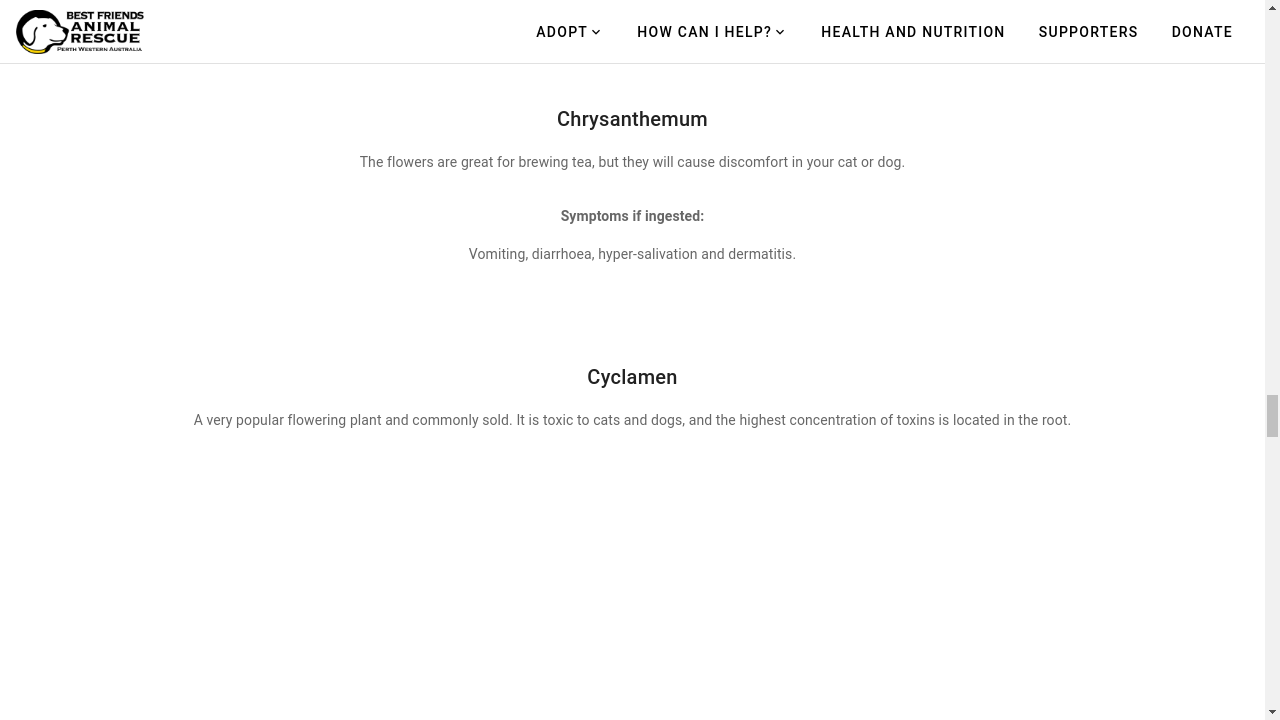 BEST FRIENDS
ANIMAL
RESCUE
PERTH WESTERN AUSTRALIA
ADOPT
HOW CAN I HELP?
HEALTH AND NUTRITION
SUPPORTERS
DONATE
Chrysanthemum
The flowers are great for brewing tea, but they will cause discomfort in your cat or dog.
Symptoms if ingested:
Vomiting, diarrhoea, hyper-salivation and dermatitis.
Cyclamen
A very popular flowering plant and commonly sold. It is toxic to cats and dogs, and the highest concentration of toxins is located in the root.